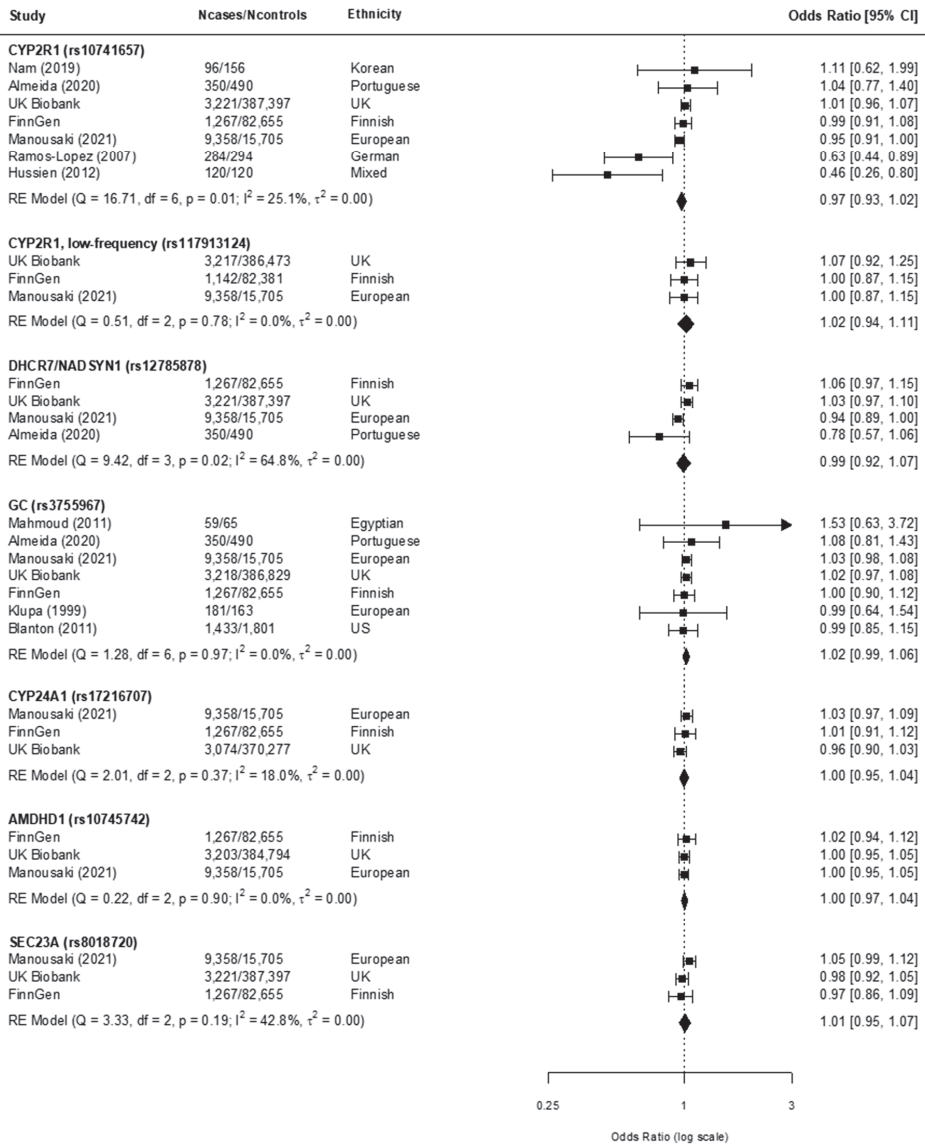 Study Ncases/Ncontrols Ethnicity Odds Ratio [95% CI]
CYP2R1 (rs10741657)
Nam (2019) 96/156 Korean 1.11 [0.62, 1.99]
Almeida (2020) 350/490 Portuguese 1.04 [0.77, 1.40]
UK Biobank 3,221/387,397 UK 1.01 [0.96, 1.07]
FinnGen 1,267/82,655 Finnish 0.99 [0.91, 1.08]
Manousaki (2021) 9,358/15,705 European 0.95 [0.91, 1.00]
Ramos-Lopez (2007) 284/294 German 0.63 [0.44, 0.89]
Hussien (2012) 120/120 Mixed 0.46 [0.26, 0.80]
RE Model (Q = 16.71, df = 6, p = 0.01; I² = 25.1%, τ² = 0.00) 0.97 [0.93, 1.02]
CYP2R1, low-frequency (rs117913124)
UK Biobank 3,217/386,473 UK 1.07 [0.92, 1.25]
FinnGen 1,142/82,381 Finnish 1.00 [0.87, 1.15]
Manousaki (2021) 9,358/15,705 European 1.00 [0.87, 1.15]
RE Model (Q = 0.51, df = 2, p = 0.78; I² = 0.0%, τ² = 0.00) 1.02 [0.94, 1.11]
DHCR7/NADSYN1 (rs12785878)
FinnGen 1,267/82,655 Finnish 1.06 [0.97, 1.15]
UK Biobank 3,221/387,397 UK 1.03 [0.97, 1.10]
Manousaki (2021) 9,358/15,705 European 0.94 [0.89, 1.00]
Almeida (2020) 350/490 Portuguese 0.78 [0.57, 1.06]
RE Model (Q = 9.42, df = 3, p = 0.02; I² = 64.8%, τ² = 0.00) 0.99 [0.92, 1.07]
GC (rs3755967)
Mahmoud (2011) 59/65 Egyptian 1.53 [0.63, 3.72]
Almeida (2020) 350/490 Portuguese 1.08 [0.81, 1.43]
Manousaki (2021) 9,358/15,705 European 1.03 [0.98, 1.08]
UK Biobank 3,218/386,829 UK 1.02 [0.97, 1.08]
FinnGen 1,267/82,655 Finnish 1.00 [0.90, 1.12]
Klupa (1999) 181/163 European 0.99 [0.64, 1.54]
Blanton (2011) 1,433/1,801 US 0.99 [0.85, 1.15]
RE Model (Q = 1.28, df = 6, p = 0.97; I² = 0.0%, τ² = 0.00) 1.02 [0.99, 1.06]
CYP24A1 (rs17216707)
Manousaki (2021) 9,358/15,705 European 1.03 [0.97, 1.09]
FinnGen 1,267/82,655 Finnish 1.01 [0.91, 1.12]
UK Biobank 3,074/370,277 UK 0.96 [0.90, 1.03]
RE Model (Q = 2.01, df = 2, p = 0.37; I² = 18.0%, τ² = 0.00) 1.00 [0.95, 1.04]
AMDHD1 (rs10745742)
FinnGen 1,267/82,655 Finnish 1.02 [0.94, 1.12]
UK Biobank 3,203/384,794 UK 1.00 [0.95, 1.05]
Manousaki (2021) 9,358/15,705 European 1.00 [0.95, 1.05]
RE Model (Q = 0.22, df = 2, p = 0.90; I² = 0.0%, τ² = 0.00) 1.00 [0.97, 1.04]
SEC23A (rs8018720)
Manousaki (2021) 9,358/15,705 European 1.05 [0.99, 1.12]
UK Biobank 3,221/387,397 UK 0.98 [0.92, 1.05]
FinnGen 1,267/82,655 Finnish 0.97 [0.86, 1.09]
RE Model (Q = 3.33, df = 2, p = 0.19; I² = 42.8%, τ² = 0.00) 1.01 [0.95, 1.07]
0.25 1 3
Odds Ratio (log scale)